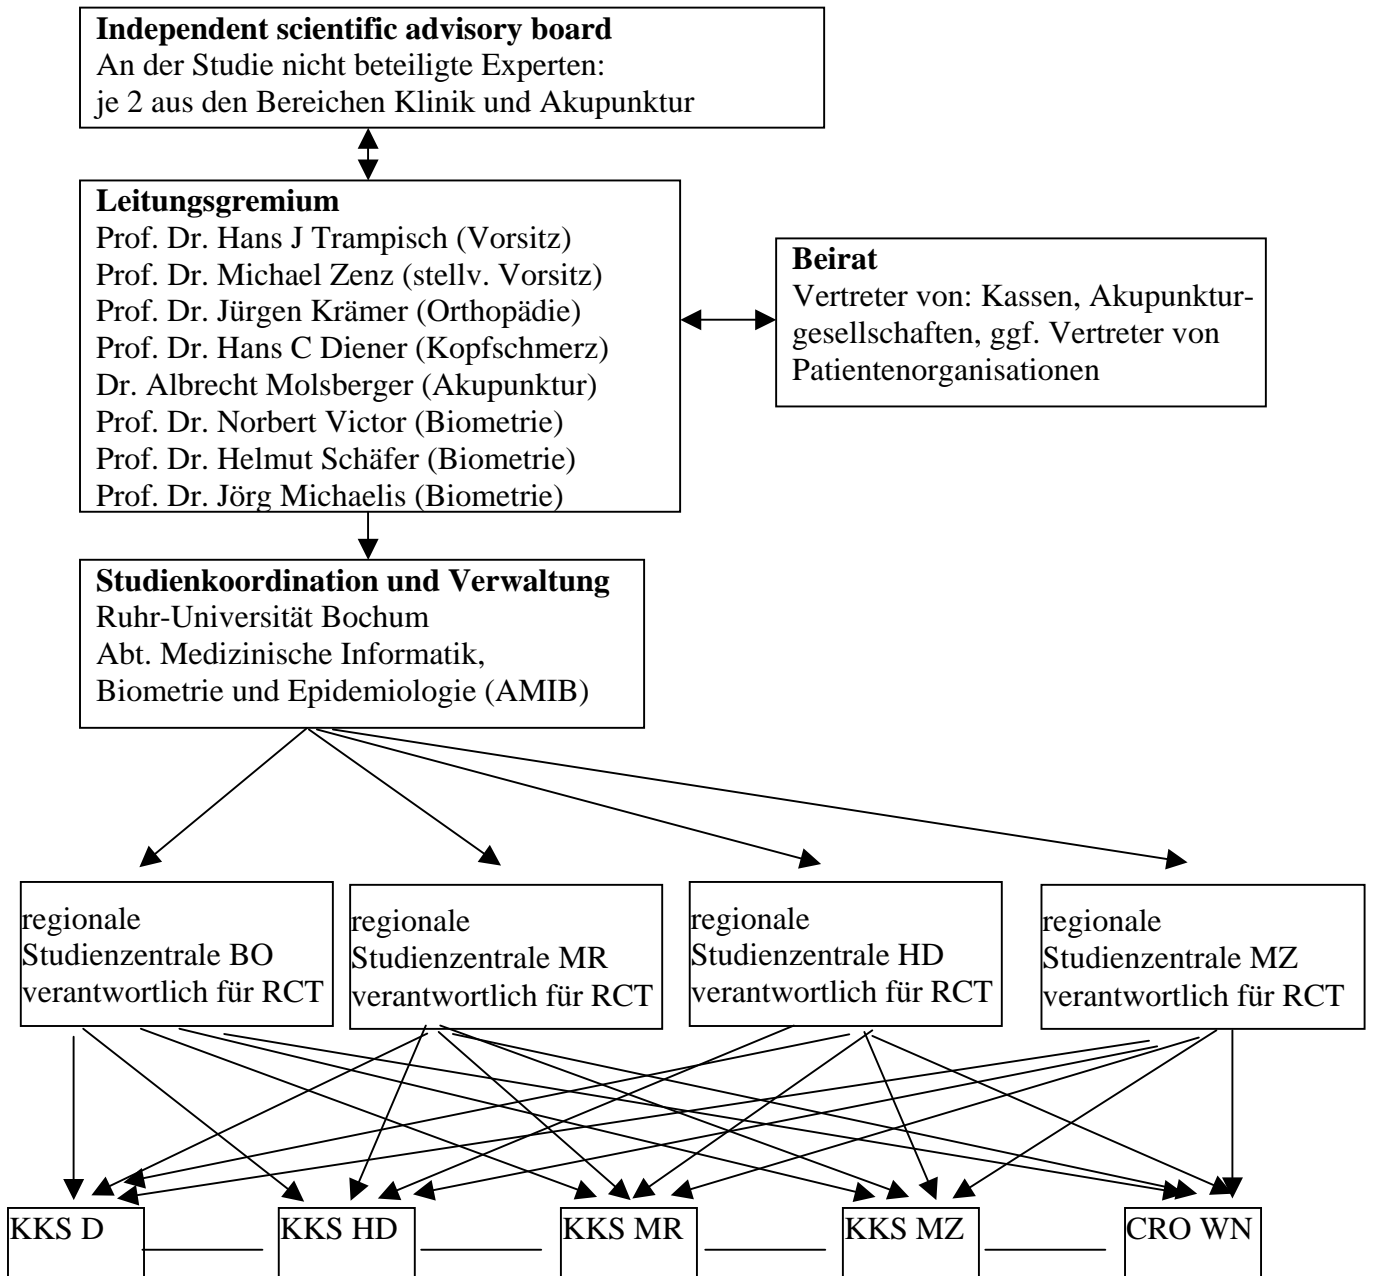 Independent scientific advisory board
An der Studie nicht beteiligte Experten:
je 2 aus den Bereichen Klinik und Akupunktur
Leitungsgremium
Prof. Dr. Hans J Trampisch (Vorsitz)
Prof. Dr. Michael Zenz (stellv. Vorsitz)
Prof. Dr. Jürgen Krämer (Orthopädie)
Prof. Dr. Hans C Diener (Kopfschmerz)
Dr. Albrecht Molsberger (Akupunktur)
Prof. Dr. Norbert Victor (Biometrie)
Prof. Dr. Helmut Schäfer (Biometrie)
Prof. Dr. Jörg Michaelis (Biometrie)
Beirat
Vertreter von: Kassen, Akupunktur-
gesellschaften, ggf. Vertreter von
Patientenorganisationen
Studienkoordination und Verwaltung
Ruhr-Universität Bochum
Abt. Medizinische Informatik,
Biometrie und Epidemiologie (AMIB)
regionale
Studienzentrale BO
verantwortlich für RCT
regionale
Studienzentrale MR
verantwortlich für RCT
regionale
Studienzentrale HD
verantwortlich für RCT
regionale
Studienzentrale MZ
verantwortlich für RCT
KKS D
KKS HD
KKS MR
KKS MZ
CRO WN